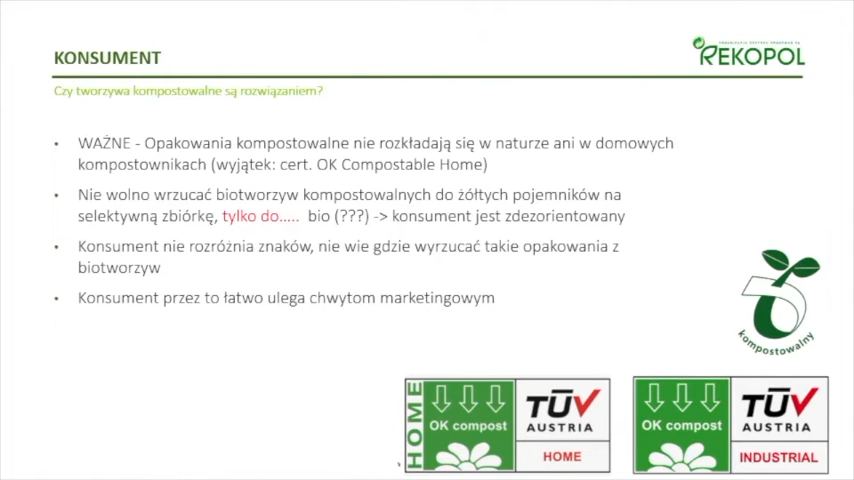 KONSUMENT
REKOPOL
Czy tworzywa kompostowalne są rozwiązaniem?
• WAŻNE - Opakowania kompostowalne nie rozkładają się w naturze ani w domowych
kompostownikach (wyjątek: cert. OK Compostable Home)
• Nie wolno wrzucać biotworzyw kompostowalnych do żółtych pojemników na
selektywną zbiórkę, tylko do..... bio (???) -> konsument jest zdezorientowany
• Konsument nie rozróżnia znaków, nie wie gdzie wyrzucać takie opakowania z
biotworzyw
• Konsument przez to łatwo ulega chwytom marketingowym
kompostowalny
HOME
OK compost
TÜV
AUSTRIA
HOME
OK compost
TÜV
AUSTRIA
INDUSTRIAL